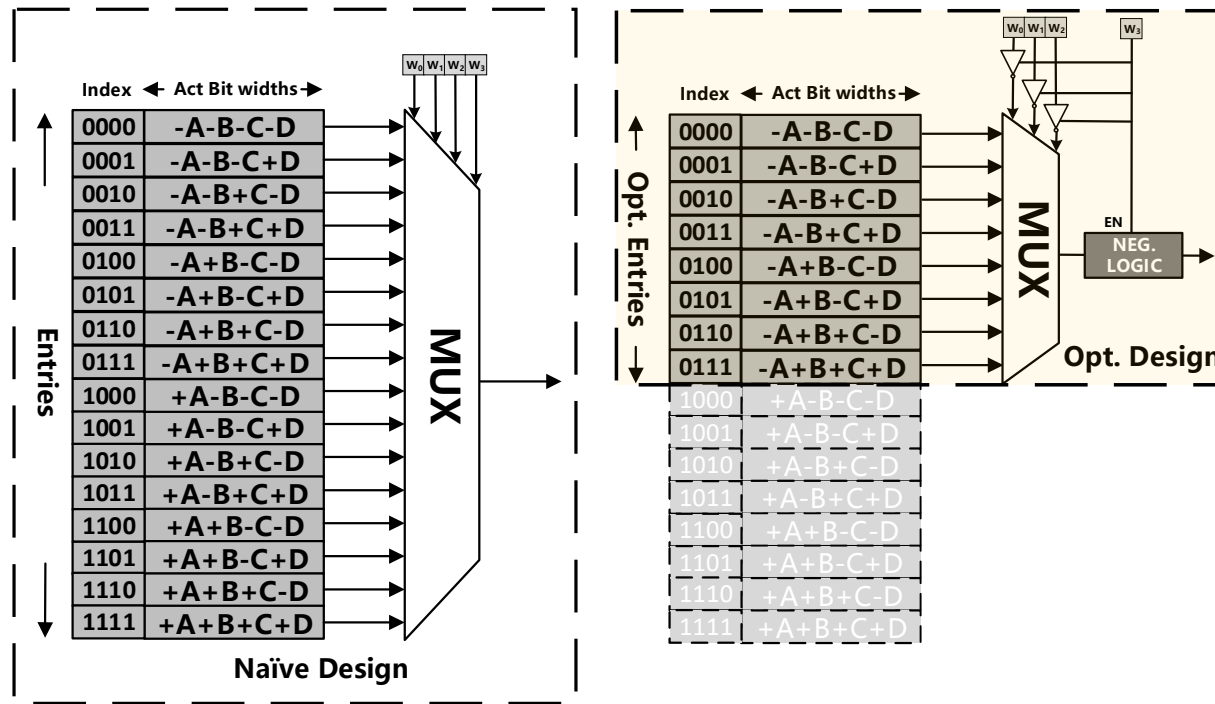 W₀ W₁ W₂ W₃
Index Act Bit widths
Entries
0000 -A-B-C-D
0001 -A-B-C+D
0010 -A-B+C-D
0011 -A-B+C+D
0100 -A+B-C-D
0101 -A+B-C+D
0110 -A+B+C-D
0111 -A+B+C+D
1000 +A-B-C-D
1001 +A-B-C+D
1010 +A-B+C-D
1011 +A-B+C+D
1100 +A+B-C-D
1101 +A+B-C+D
1110 +A+B+C-D
1111 +A+B+C+D
MUX
Naïve Design
W₀ W₁ W₂ W₃
Index Act Bit widths
Opt. Entries
0000 -A-B-C-D
0001 -A-B-C+D
0010 -A-B+C-D
0011 -A-B+C+D
0100 -A+B-C-D
0101 -A+B-C+D
0110 -A+B+C-D
0111 -A+B+C+D
MUX
EN
NEG.
LOGIC
Opt. Design
1000 +A-B-C-D
1001 +A-B-C+D
1010 +A-B+C-D
1011 +A-B+C+D
1100 +A+B-C-D
1101 +A+B-C+D
1110 +A+B+C-D
1111 +A+B+C+D